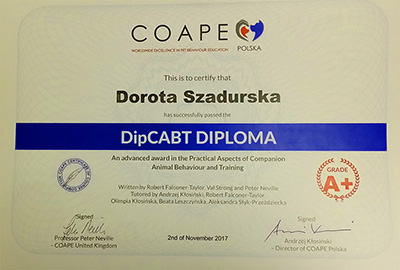 COAPE
WORLDWIDE EXCELLENCE IN PET BEHAVIOUR EDUCATION
POLSKA
This is to certify that
Dorota Szadurska
has successfully passed the
DipCABT DIPLOMA
An advanced award in the Practical Aspects of Companion
Animal Behaviour and Training
Written by Robert Falconer-Taylor, Val Strong and Peter Neville
Tutored by Andrzej Kłosiński, Robert Falconer-Taylor
Olimpia Kłosińska, Beata Leszczyńska, Aleksandra Słyk-Przeździecka
GRADE
A+
Signed
Professor Peter Neville
- COAPE United Kingdom
2nd of November 2017
Signed
Andrzej Kłosiński
- Director of COAPE Polska